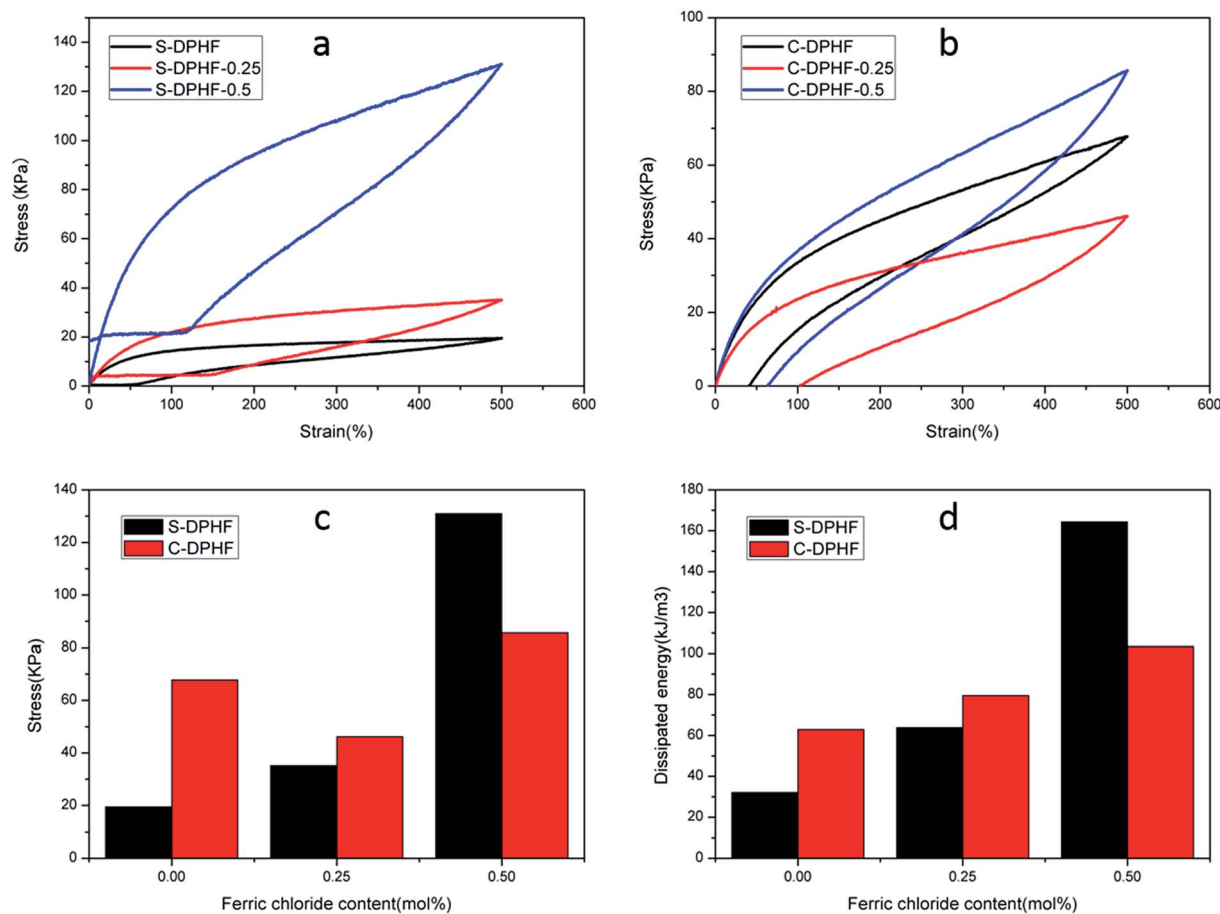 a
S-DPHF
S-DPHF-0.25
S-DPHF-0.5
Stress (KPa)
140
120
100
80
60
40
20
0
0 100 200 300 400 500 600
Strain(%)
b
C-DPHF
C-DPHF-0.25
C-DPHF-0.5
Stress(KPa)
100
80
60
40
20
0
0 100 200 300 400 500 600
Strain(%)
c
S-DPHF
C-DPHF
Stress(KPa)
140
120
100
80
60
40
20
0
0.00 0.25 0.50
Ferric chloride content(mol%)
d
S-DPHF
C-DPHF
Dissipated energy(kJ/m3)
180
160
140
120
100
80
60
40
20
0
0.00 0.25 0.50
Ferric chloride content(mol%)